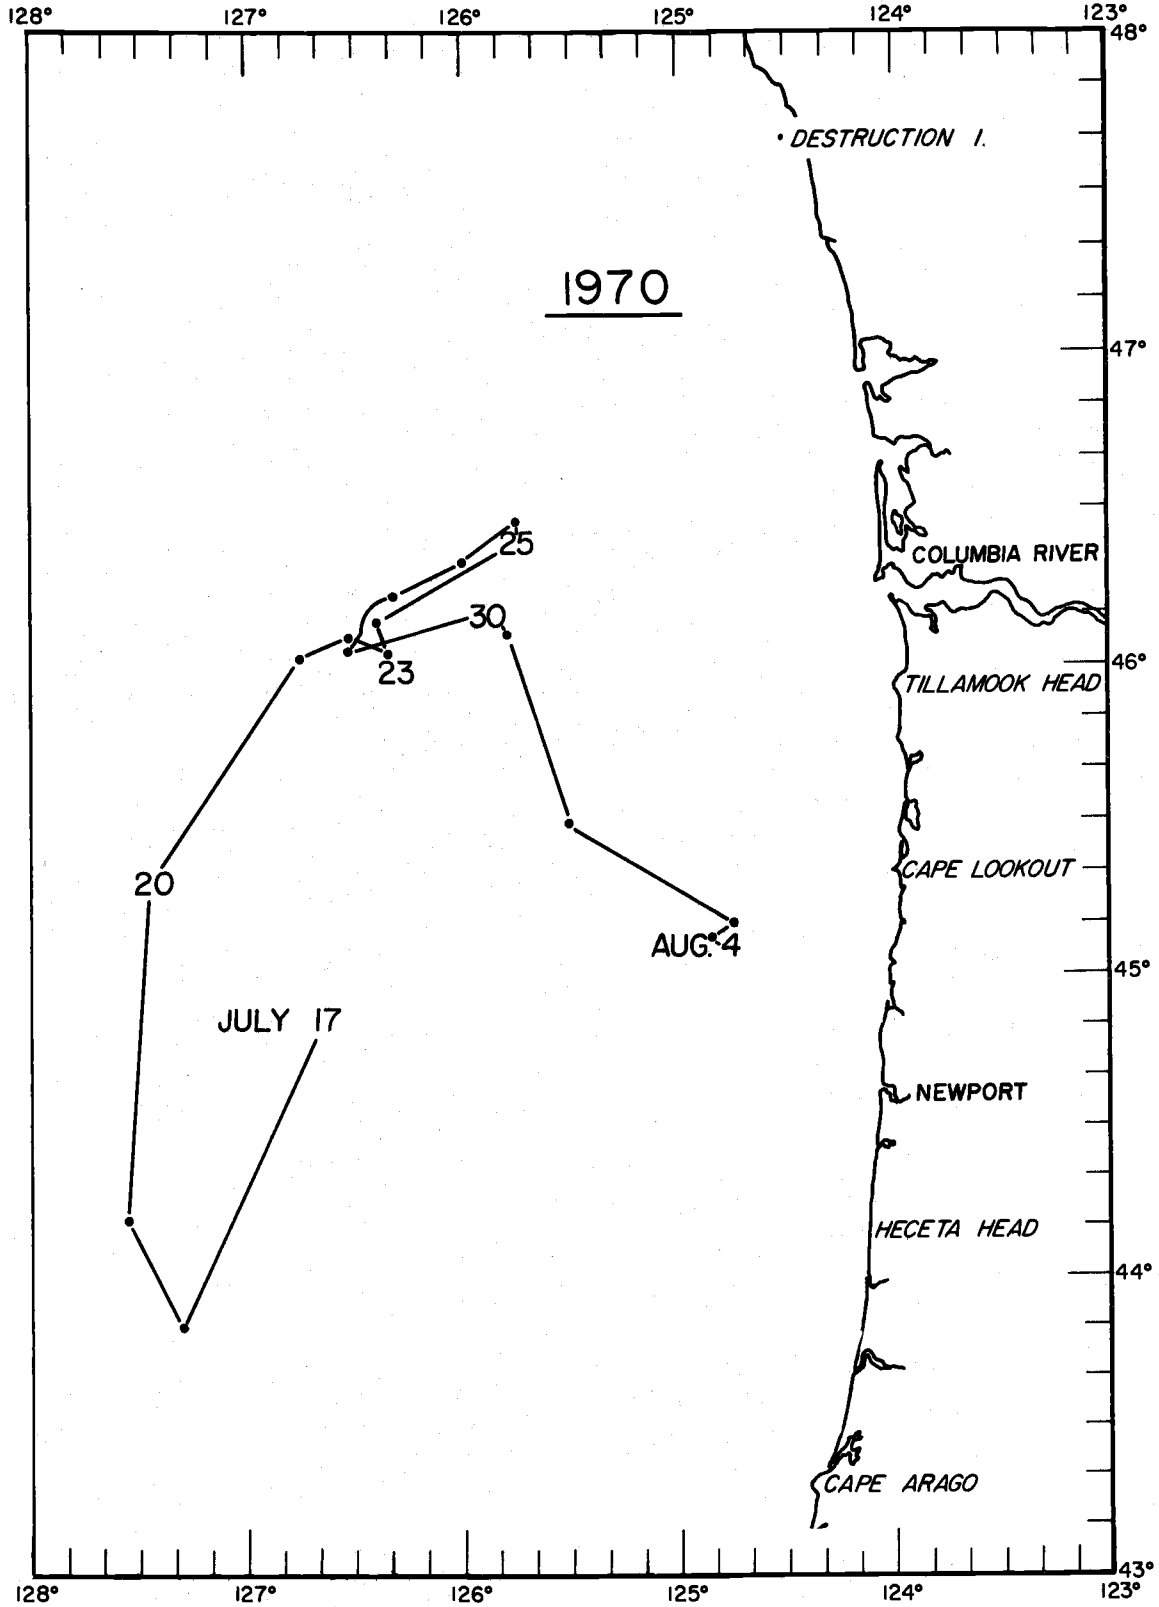 128° 127° 126° 125° 124° 123°
48°
DESTRUCTION I.
1970
47°
25
COLUMBIA RIVER
30
46°
23
TILLAMOOK HEAD
CAPE LOOKOUT
20
AUG. 4
45°
JULY 17
NEWPORT
HECETA HEAD
44°
CAPE ARAGO
43°
128° 127° 126° 125° 124° 123°